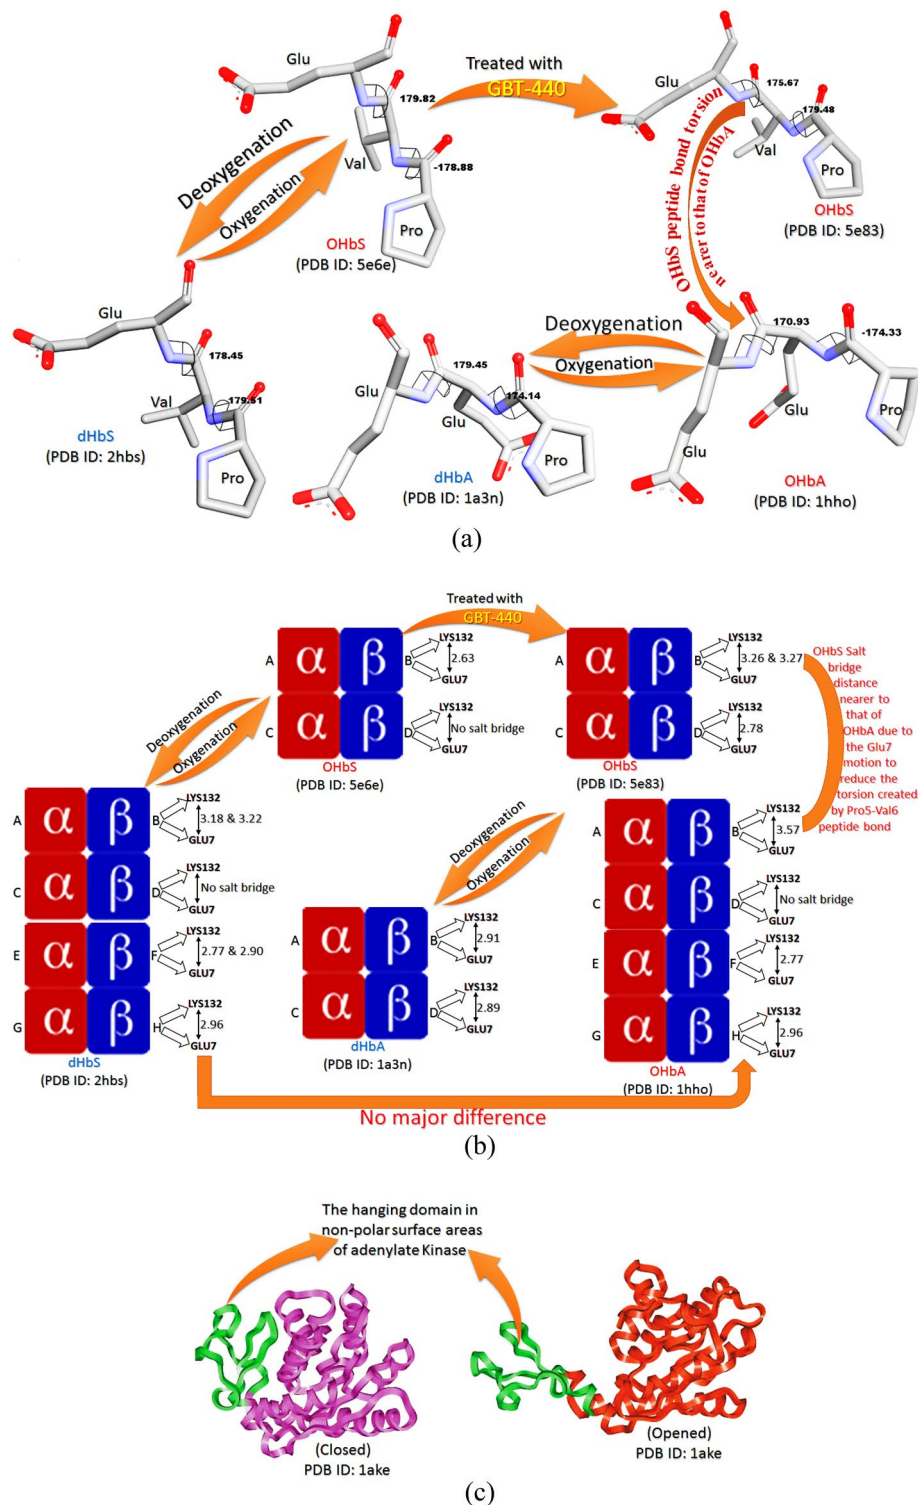 Glu
179.82
Val
-178.88
Pro
OHbS
(PDB ID: 5e6e)
Treated with
GBT-440
Glu
175.67
179.48
Val
Pro
OHbS
(PDB ID: 5e83)
Deoxygenation
Oxygenation
OHbS peptide bond torsion
nearer to that of OHbA
Glu
178.45
Val
179.51
Pro
dHbS
(PDB ID: 2hbs)
179.45
Glu
174.14
Glu
Pro
dHbA
(PDB ID: 1a3n)
Deoxygenation
Oxygenation
170.93
-174.33
Glu
Glu
Pro
OHbA
(PDB ID: 1hho)
(a)
Treated with
GBT-440
A
α
β
B
LYS132
2.63
GLU7
C
D
LYS132
No salt bridge
GLU7
OHbS
(PDB ID: 5e6e)
A
α
β
B
LYS132
3.26 & 3.27
GLU7
C
α
β
D
LYS132
2.78
GLU7
OHbS
(PDB ID: 5e83)
OHbS Salt
bridge
distance
nearer to
that of
OHbA due to
the Glu7
motion to
reduce the
torsion created
by Pro5-Val6
peptide bond
Deoxygenation
Oxygenation
A
α
β
B
LYS132
3.18 & 3.22
GLU7
C
α
β
D
LYS132
No salt bridge
GLU7
E
α
β
F
LYS132
2.77 & 2.90
GLU7
G
α
β
H
LYS132
2.96
GLU7
dHbS
(PDB ID: 2hbs)
Deoxygenation
Oxygenation
A
α
β
B
LYS132
2.91
GLU7
C
α
β
D
LYS132
2.89
GLU7
dHbA
(PDB ID: 1a3n)
A
α
β
B
LYS132
3.57
GLU7
C
α
β
D
LYS132
No salt bridge
GLU7
E
α
β
F
LYS132
2.77
GLU7
G
α
β
H
LYS132
2.96
GLU7
OHbA
(PDB ID: 1hho)
No major difference
(b)
The hanging domain in
non-polar surface areas
of adenylate Kinase
(Closed)
PDB ID: 1ake
(Opened)
PDB ID: 1ake
(c)